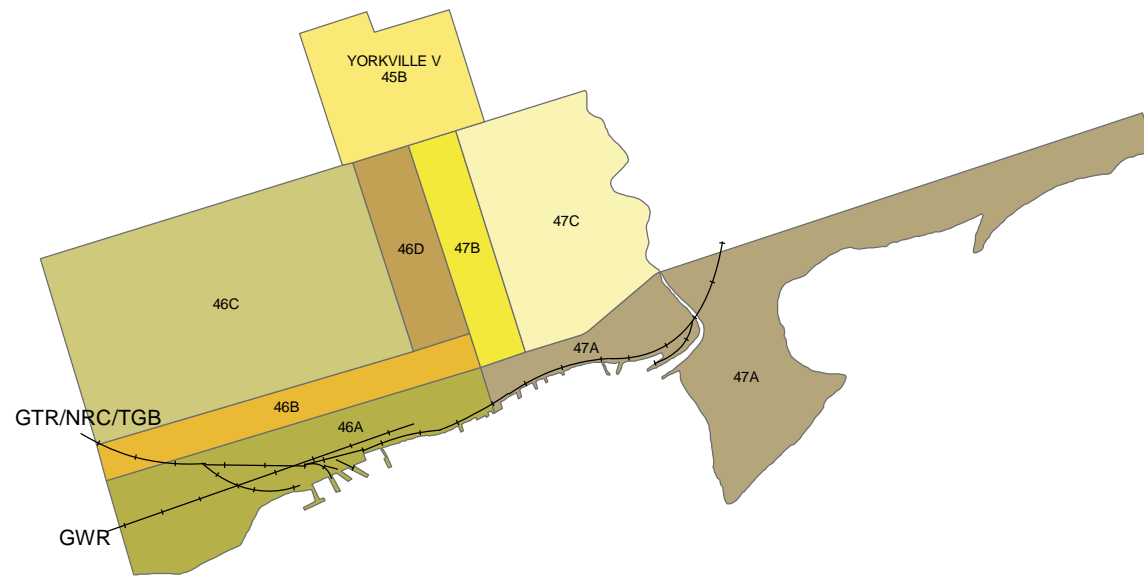 YORKVILLE V
45B
47C
46D
47B
46C
47A
47A
46B
GTR/NRC/TGB
46A
GWR